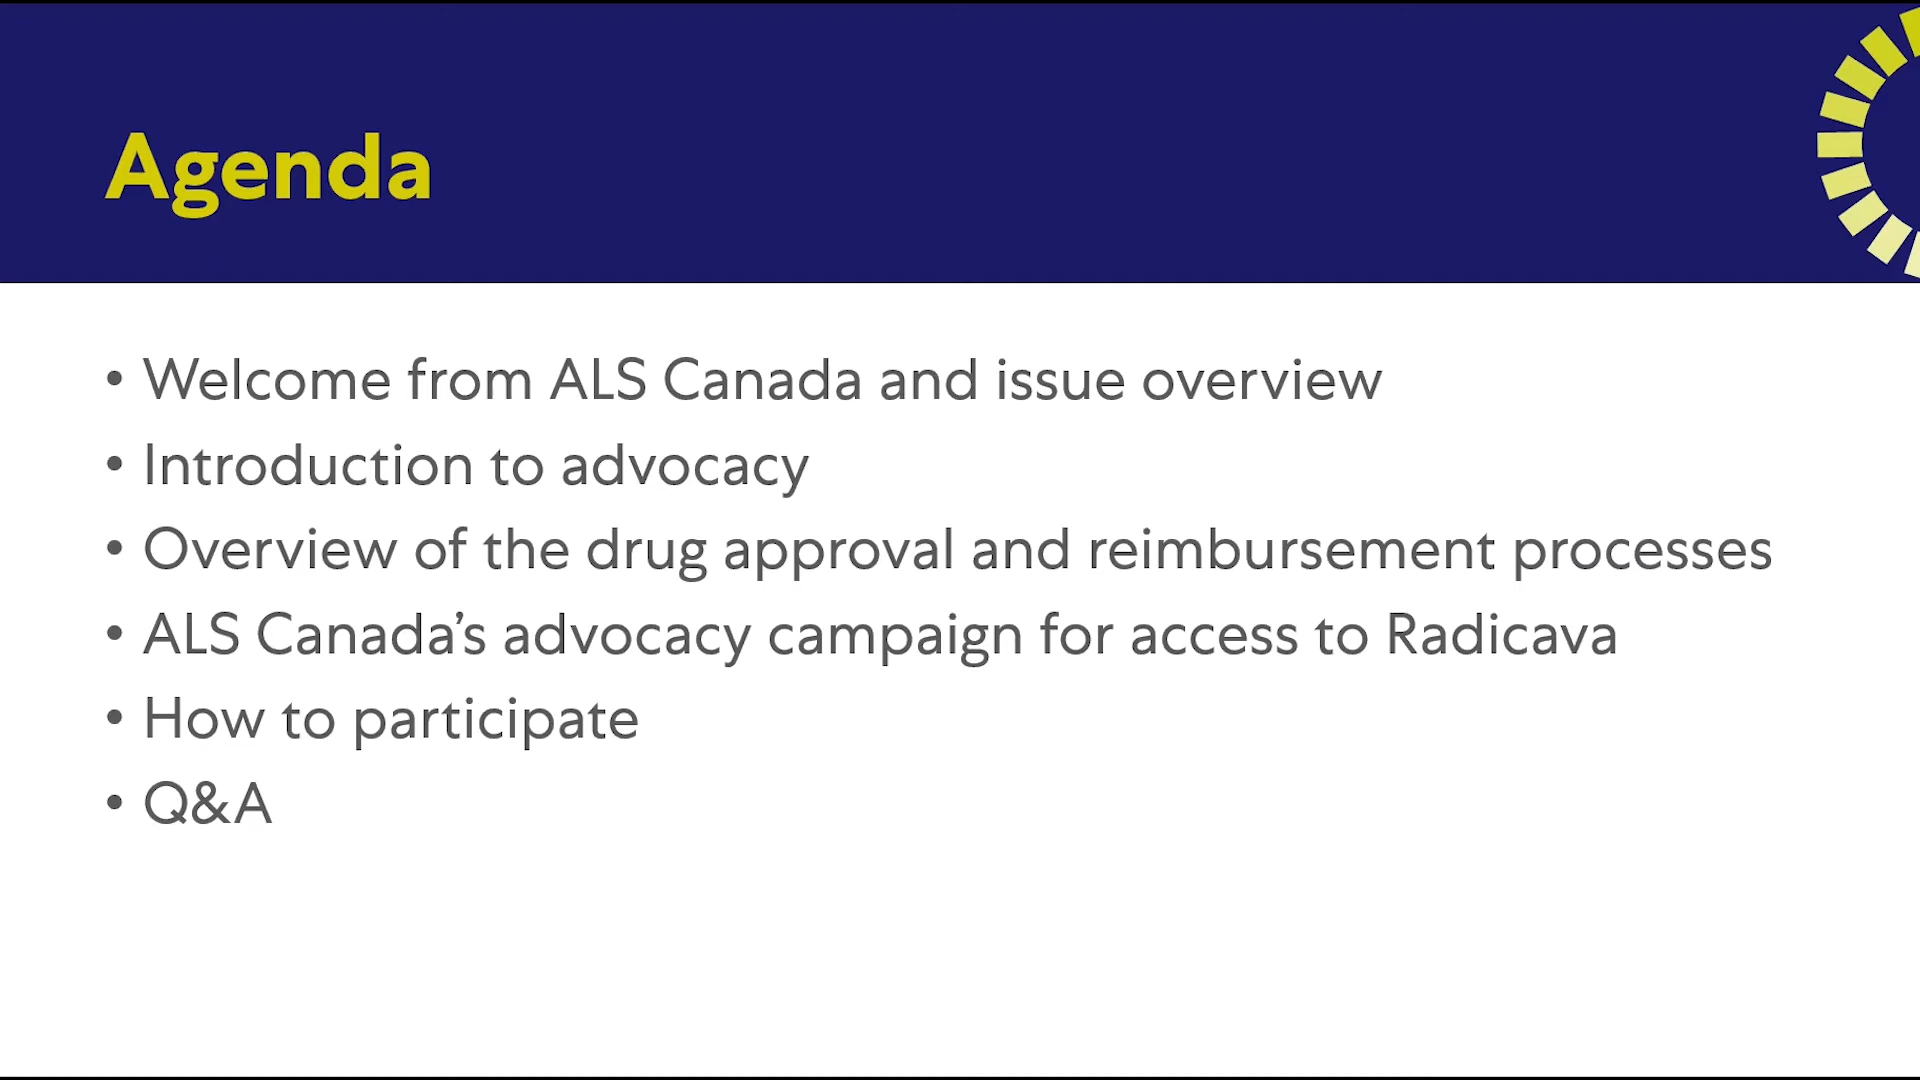 Agenda
• Welcome from ALS Canada and issue overview
• Introduction to advocacy
• Overview of the drug approval and reimbursement processes
• ALS Canada’s advocacy campaign for access to Radicava
• How to participate
• Q&A